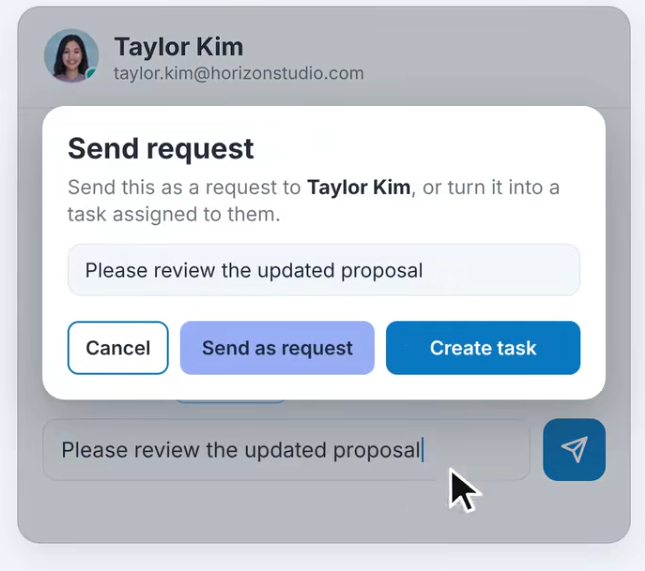 Taylor Kim
taylor.kim@horizonstudio.com
Send request
Send this as a request to Taylor Kim, or turn it into a
task assigned to them.
Please review the updated proposal
Cancel
Send as request
Create task
Please review the updated proposal